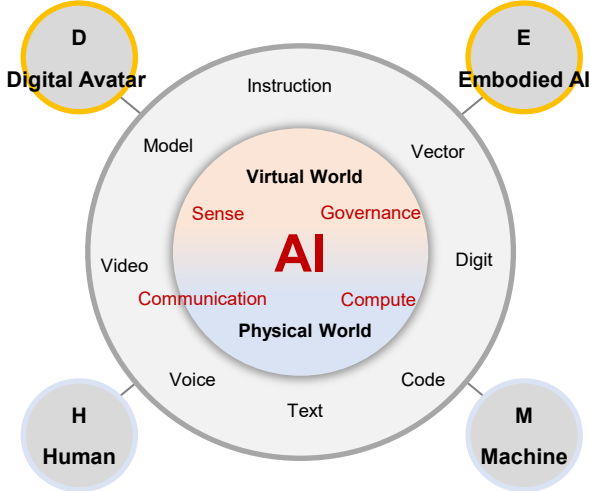 D
Digital Avatar
E
Embodied AI
Instruction
Model
Vector
Virtual World
Sense
Governance
AI
Video
Digit
Communication
Compute
Physical World
Voice
Code
Text
H
Human
M
Machine